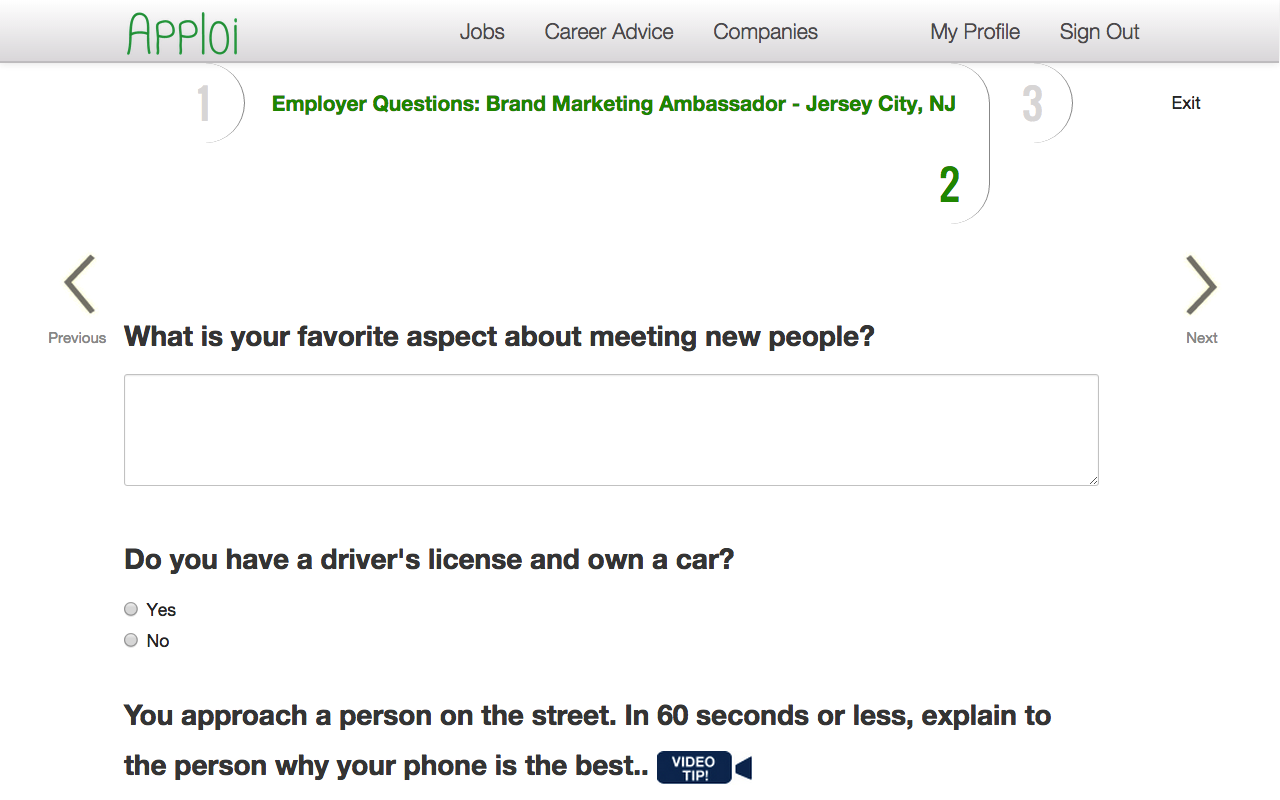 Apploi
Jobs Career Advice Companies My Profile Sign Out
1 Employer Questions: Brand Marketing Ambassador - Jersey City, NJ 3 Exit
2
Previous Next
What is your favorite aspect about meeting new people?
Do you have a driver's license and own a car?
Yes
No
You approach a person on the street. In 60 seconds or less, explain to
the person why your phone is the best.. VIDEO
TIP!